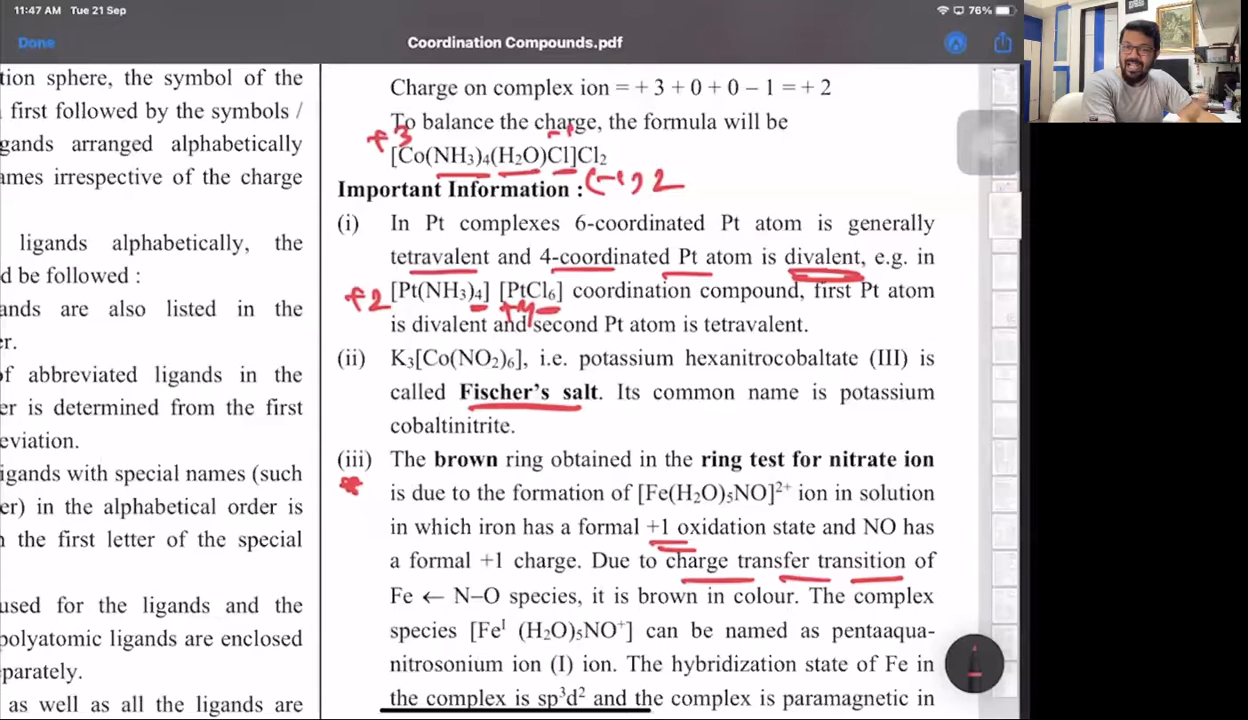 11:47 AM Tue 21 Sep
76%
Done
Coordination Compounds.pdf
tion sphere, the symbol of the
first followed by the symbols /
gands arranged alphabetically
ames irrespective of the charge
ligands alphabetically, the
d be followed :
ands are also listed in the
er.
of abbreviated ligands in the
er is determined from the first
eviation.
igands with special names (such
er) in the alphabetical order is
the first letter of the special
used for the ligands and the
polyatomic ligands are enclosed
parately.
as well as all the ligands are
Charge on complex ion = + 3 + 0 + 0 – 1 = + 2
To balance the charge, the formula will be
+3 -1
[Co(NH₃)₄(H₂O)Cl]Cl₂
Important Information : (-1)2
(i) In Pt complexes 6-coordinated Pt atom is generally
tetravalent and 4-coordinated Pt atom is divalent, e.g. in
+2 [Pt(NH₃)₄] [PtCl₆] coordination compound, first Pt atom
+4
is divalent and second Pt atom is tetravalent.
(ii) K₃[Co(NO₂)₆], i.e. potassium hexanitrocobaltate (III) is
called Fischer's salt. Its common name is potassium
cobaltinitrite.
(iii) The brown ring obtained in the ring test for nitrate ion
is due to the formation of [Fe(H₂O)₅NO]²⁺ ion in solution
in which iron has a formal +1 oxidation state and NO has
a formal +1 charge. Due to charge transfer transition of
Fe ← N–O species, it is brown in colour. The complex
species [Feᴵ (H₂O)₅NO⁺] can be named as pentaaqua-
nitrosonium ion (I) ion. The hybridization state of Fe in
the complex is sp³d² and the complex is paramagnetic in